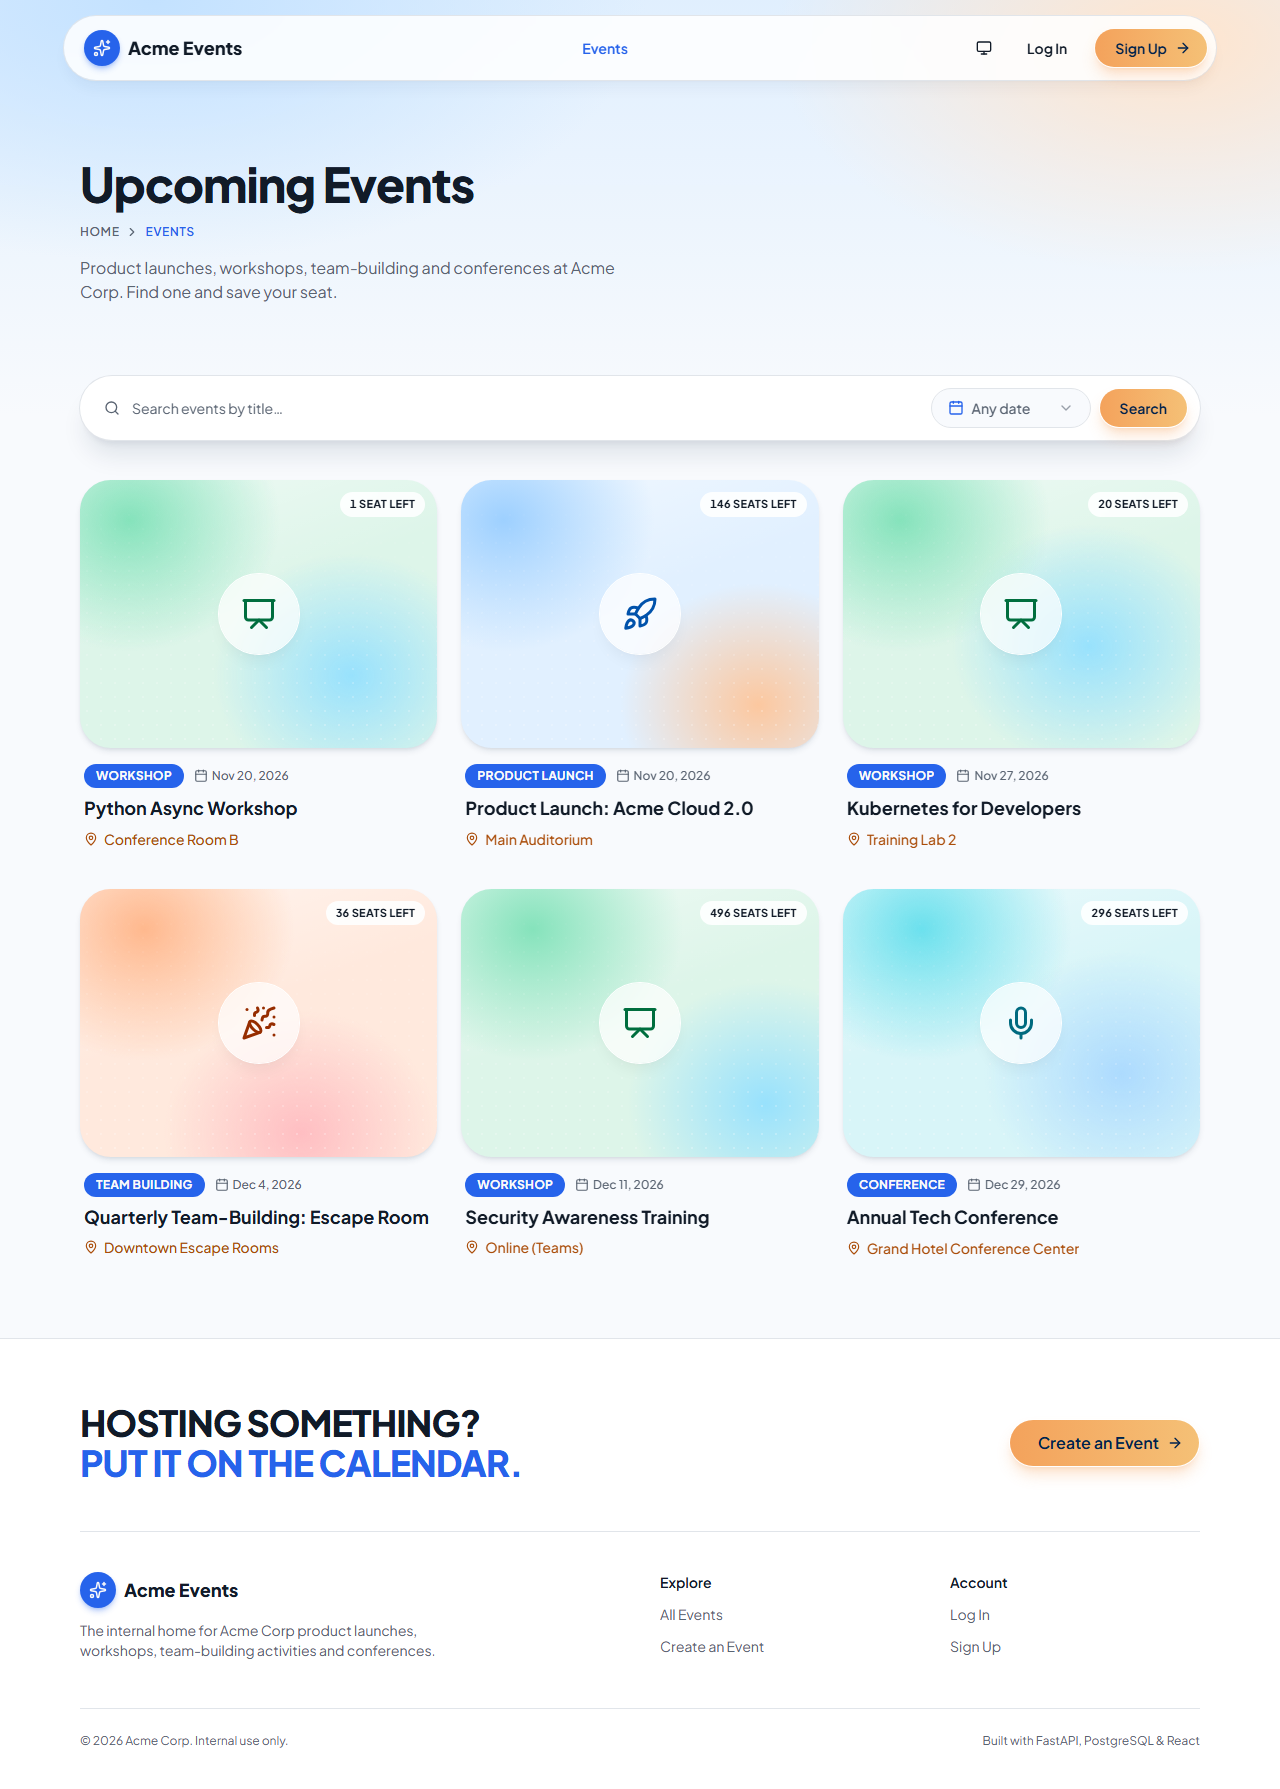 Acme Events
Events
Log In
Sign Up
Upcoming Events
HOME
EVENTS
Product launches, workshops, team-building and conferences at Acme
Corp. Find one and save your seat.
Search events by title…
Any date
Search
1 SEAT LEFT
146 SEATS LEFT
20 SEATS LEFT
WORKSHOP
Nov 20, 2026
PRODUCT LAUNCH
Nov 20, 2026
WORKSHOP
Nov 27, 2026
Python Async Workshop
Product Launch: Acme Cloud 2.0
Kubernetes for Developers
Conference Room B
Main Auditorium
Training Lab 2
36 SEATS LEFT
496 SEATS LEFT
296 SEATS LEFT
TEAM BUILDING
Dec 4, 2026
WORKSHOP
Dec 11, 2026
CONFERENCE
Dec 29, 2026
Quarterly Team-Building: Escape Room
Security Awareness Training
Annual Tech Conference
Downtown Escape Rooms
Online (Teams)
Grand Hotel Conference Center
HOSTING SOMETHING?
PUT IT ON THE CALENDAR.
Create an Event
Acme Events
The internal home for Acme Corp product launches,
workshops, team-building activities and conferences.
Explore
All Events
Create an Event
Account
Log In
Sign Up
© 2026 Acme Corp. Internal use only.
Built with FastAPI, PostgreSQL & React